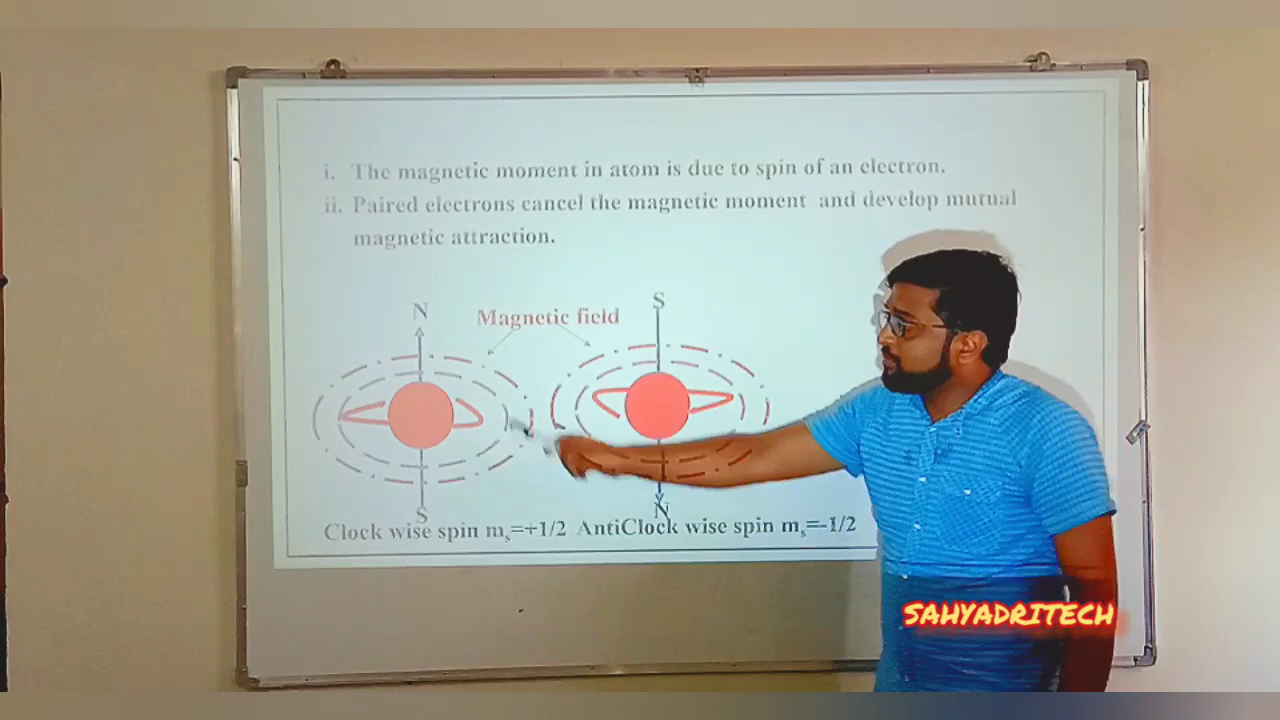 i. The magnetic moment in atom is due to spin of an electron.
ii. Paired electrons cancel the magnetic moment and develop mutual
magnetic attraction.
N
S
Magnetic field
S
N
Clock wise spin mₛ=+1/2 AntiClock wise spin mₛ=-1/2
SAHYADRITECH